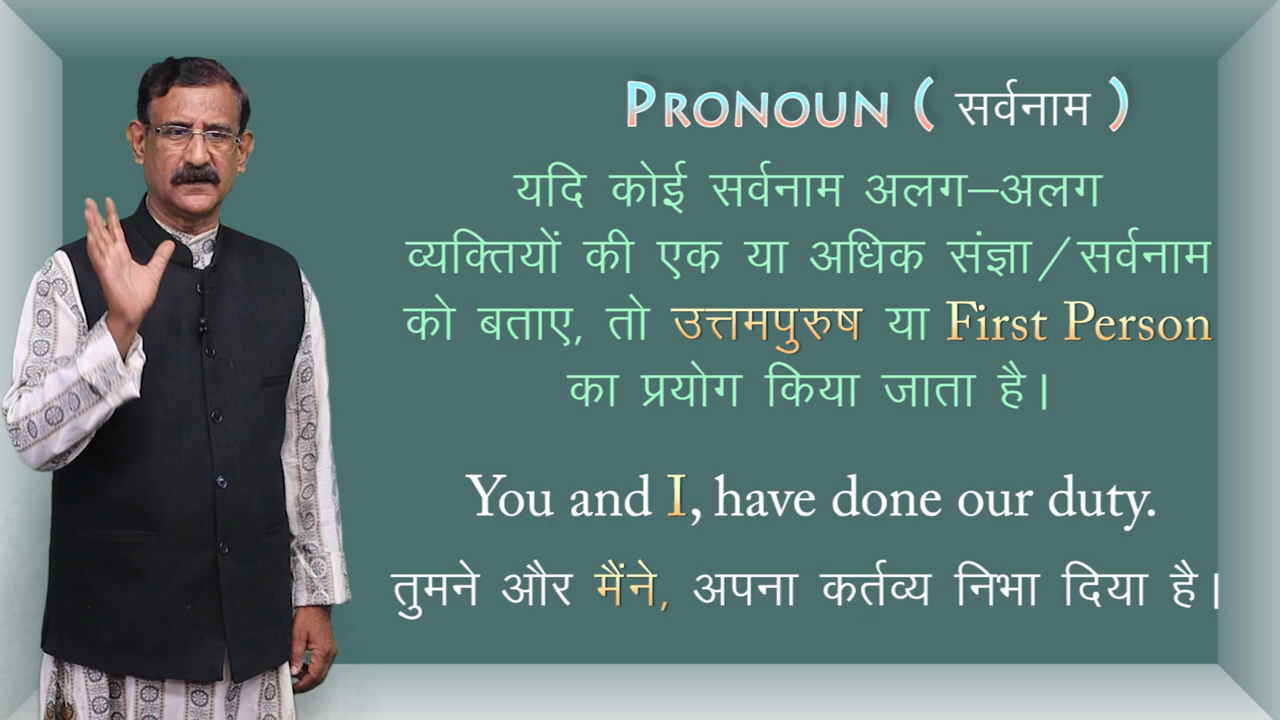 PRONOUN ( सर्वनाम )
यदि कोई सर्वनाम अलग–अलग
व्यक्तियों की एक या अधिक संज्ञा/सर्वनाम
को बताए, तो उत्तमपुरुष या First Person
का प्रयोग किया जाता है।
You and I, have done our duty.
तुमने और मैंने, अपना कर्तव्य निभा दिया है।